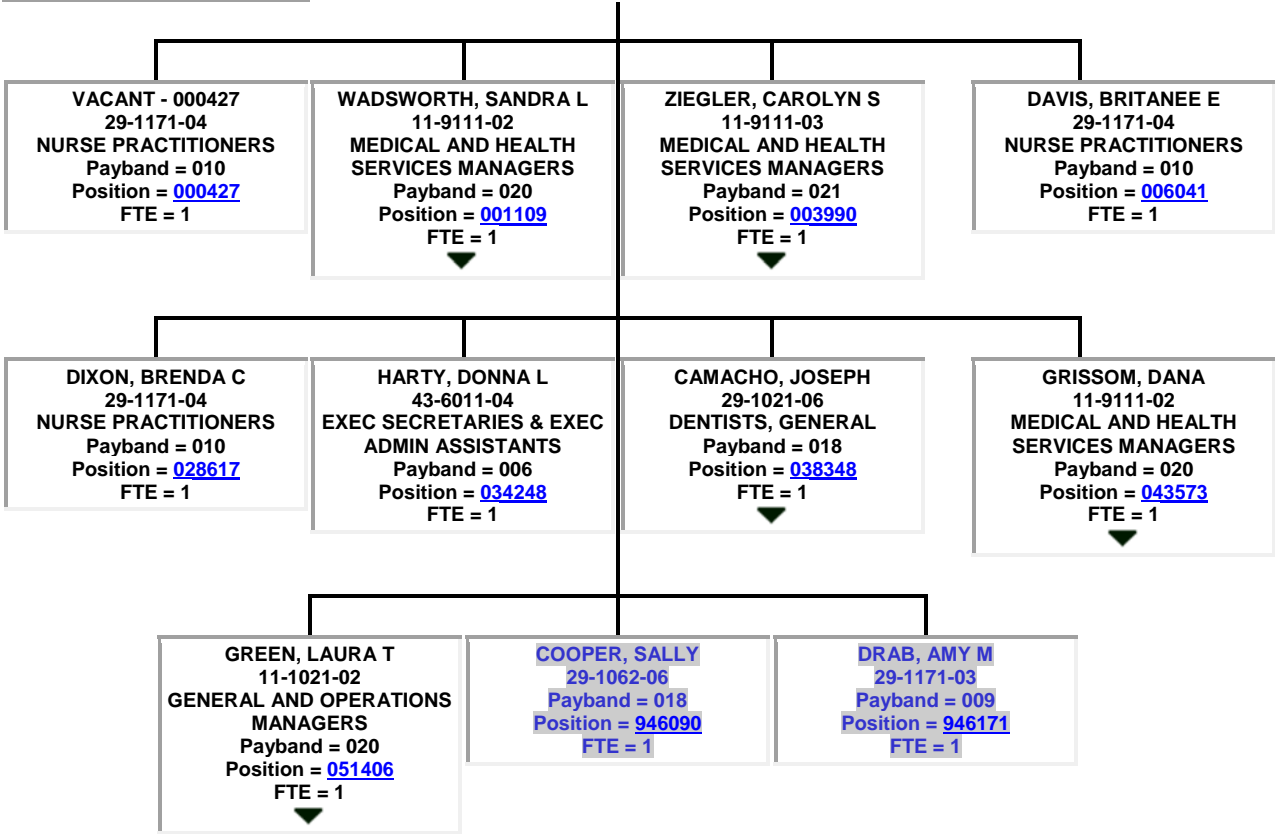 VACANT - 000427
29-1171-04
NURSE PRACTITIONERS
Payband = 010
Position = 000427
FTE = 1
WADSWORTH, SANDRA L
11-9111-02
MEDICAL AND HEALTH
SERVICES MANAGERS
Payband = 020
Position = 001109
FTE = 1
ZIEGLER, CAROLYN S
11-9111-03
MEDICAL AND HEALTH
SERVICES MANAGERS
Payband = 021
Position = 003990
FTE = 1
DAVIS, BRITANEE E
29-1171-04
NURSE PRACTITIONERS
Payband = 010
Position = 006041
FTE = 1
DIXON, BRENDA C
29-1171-04
NURSE PRACTITIONERS
Payband = 010
Position = 028617
FTE = 1
HARTY, DONNA L
43-6011-04
EXEC SECRETARIES & EXEC
ADMIN ASSISTANTS
Payband = 006
Position = 034248
FTE = 1
CAMACHO, JOSEPH
29-1021-06
DENTISTS, GENERAL
Payband = 018
Position = 038348
FTE = 1
GRISSOM, DANA
11-9111-02
MEDICAL AND HEALTH
SERVICES MANAGERS
Payband = 020
Position = 043573
FTE = 1
GREEN, LAURA T
11-1021-02
GENERAL AND OPERATIONS
MANAGERS
Payband = 020
Position = 051406
FTE = 1
COOPER, SALLY
29-1062-06
Payband = 018
Position = 946090
FTE = 1
DRAB, AMY M
29-1171-03
Payband = 009
Position = 946171
FTE = 1